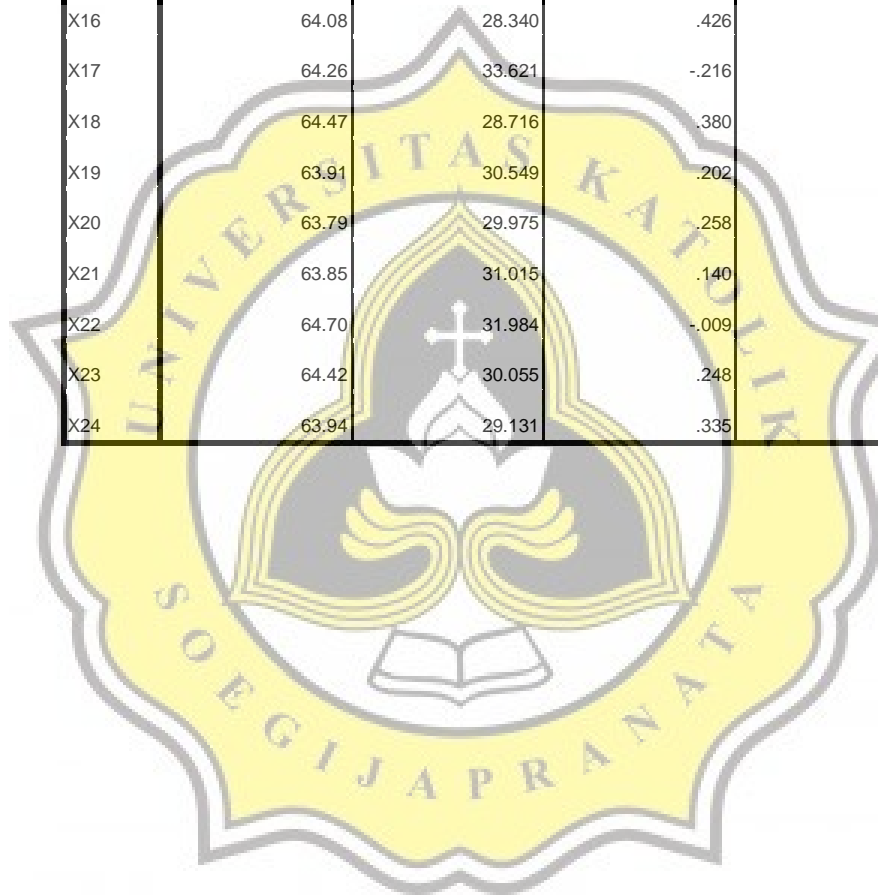 X16 64.08 28.340 .426
X17 64.26 33.621 -.216
X18 64.47 28.716 .380
X19 63.91 30.549 .202
X20 63.79 29.975 .258
X21 63.85 31.015 .140
X22 64.70 31.984 -.009
X23 64.42 30.055 .248
X24 63.94 29.131 .335
UNIVERSITAS KATOLIK
SOEGIJAPRANATA